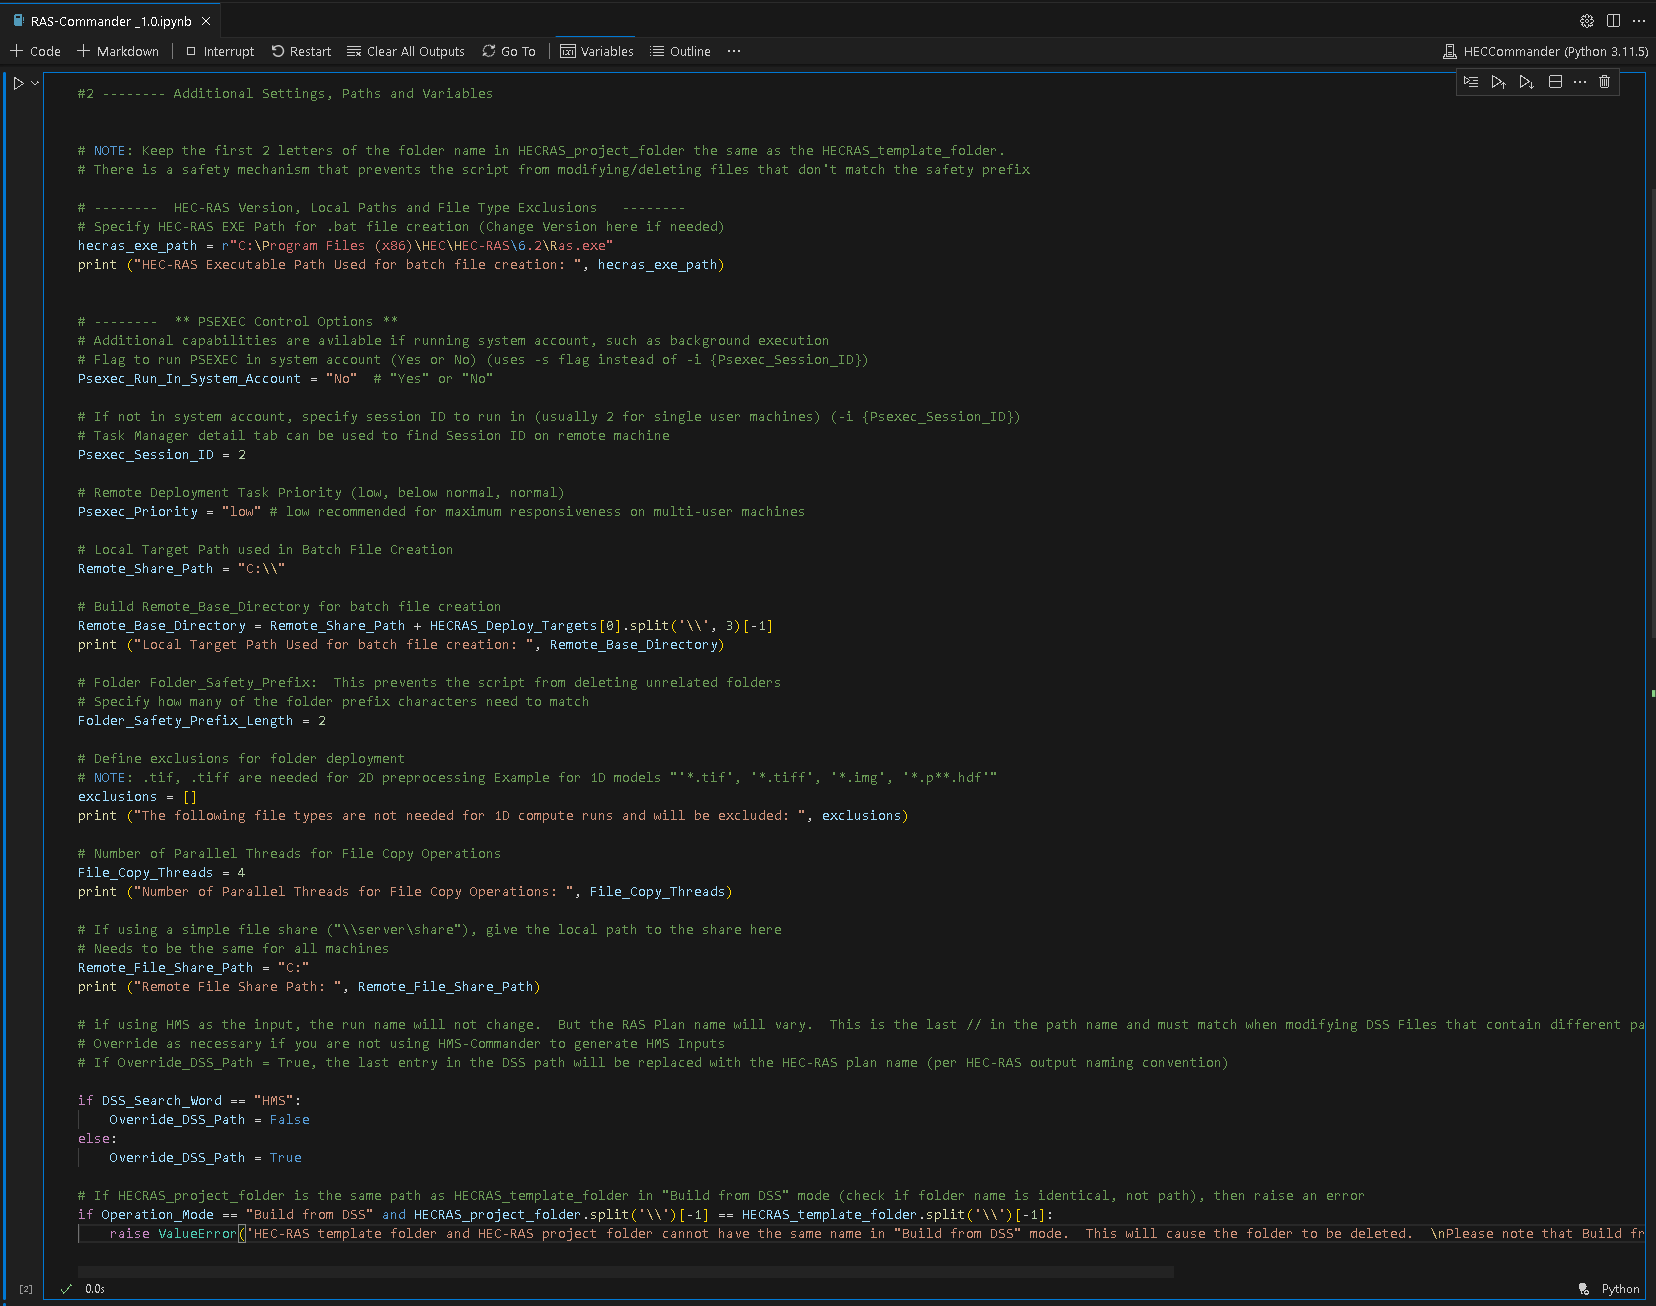 RAS-Commander _1.0.ipynb
Code Markdown Interrupt Restart Clear All Outputs Go To Variables Outline ... HECCommander (Python 3.11.5)
#2 -------- Additional Settings, Paths and Variables
# NOTE: Keep the first 2 letters of the folder name in HECRAS_project_folder the same as the HECRAS_template_folder.
# There is a safety mechanism that prevents the script from modifying/deleting files that don't match the safety prefix
# --------  HEC-RAS Version, Local Paths and File Type Exclusions   --------
# Specify HEC-RAS EXE Path for .bat file creation (Change Version here if needed)
hecras_exe_path = r"C:\Program Files (x86)\HEC\HEC-RAS\6.2\Ras.exe"
print ("HEC-RAS Executable Path Used for batch file creation: ", hecras_exe_path)
# --------  ** PSEXEC Control Options **
# Additional capabilities are avilable if running system account, such as background execution
# Flag to run PSEXEC in system account (Yes or No) (uses -s flag instead of -i {Psexec_Session_ID})
Psexec_Run_In_System_Account = "No"  # "Yes" or "No"
# If not in system account, specify session ID to run in (usually 2 for single user machines) (-i {Psexec_Session_ID})
# Task Manager detail tab can be used to find Session ID on remote machine
Psexec_Session_ID = 2
# Remote Deployment Task Priority (low, below normal, normal)
Psexec_Priority = "low" # low recommended for maximum responsiveness on multi-user machines
# Local Target Path used in Batch File Creation
Remote_Share_Path = "C:\\"
# Build Remote_Base_Directory for batch file creation
Remote_Base_Directory = Remote_Share_Path + HECRAS_Deploy_Targets[0].split('\\', 3)[-1]
print ("Local Target Path Used for batch file creation: ", Remote_Base_Directory)
# Folder Folder_Safety_Prefix:  This prevents the script from deleting unrelated folders
# Specify how many of the folder prefix characters need to match
Folder_Safety_Prefix_Length = 2
# Define exclusions for folder deployment
# NOTE: .tif, .tiff are needed for 2D preprocessing Example for 1D models "'*.tif', '*.tiff', '*.img', '*.p**.hdf'"
exclusions = []
print ("The following file types are not needed for 1D compute runs and will be excluded: ", exclusions)
# Number of Parallel Threads for File Copy Operations
File_Copy_Threads = 4
print ("Number of Parallel Threads for File Copy Operations: ", File_Copy_Threads)
# If using a simple file share ("\\server\share"), give the local path to the share here
# Needs to be the same for all machines
Remote_File_Share_Path = "C:"
print ("Remote File Share Path: ", Remote_File_Share_Path)
# if using HMS as the input, the run name will not change.  But the RAS Plan name will vary.  This is the last // in the path name and must match when modifying DSS Files that contain different pa
# Override as necessary if you are not using HMS-Commander to generate HMS Inputs
# If Override_DSS_Path = True, the last entry in the DSS path will be replaced with the HEC-RAS plan name (per HEC-RAS output naming convention)
if DSS_Search_Word == "HMS":
    Override_DSS_Path = False
else:
    Override_DSS_Path = True
# If HECRAS_project_folder is the same path as HECRAS_template_folder in "Build from DSS" mode (check if folder name is identical, not path), then raise an error
if Operation_Mode == "Build from DSS" and HECRAS_project_folder.split('\\')[-1] == HECRAS_template_folder.split('\\')[-1]:
    raise ValueError('HEC-RAS template folder and HEC-RAS project folder cannot have the same name in "Build from DSS" mode.  This will cause the folder to be deleted.  \nPlease note that Build fr
[2] 0.0s Python